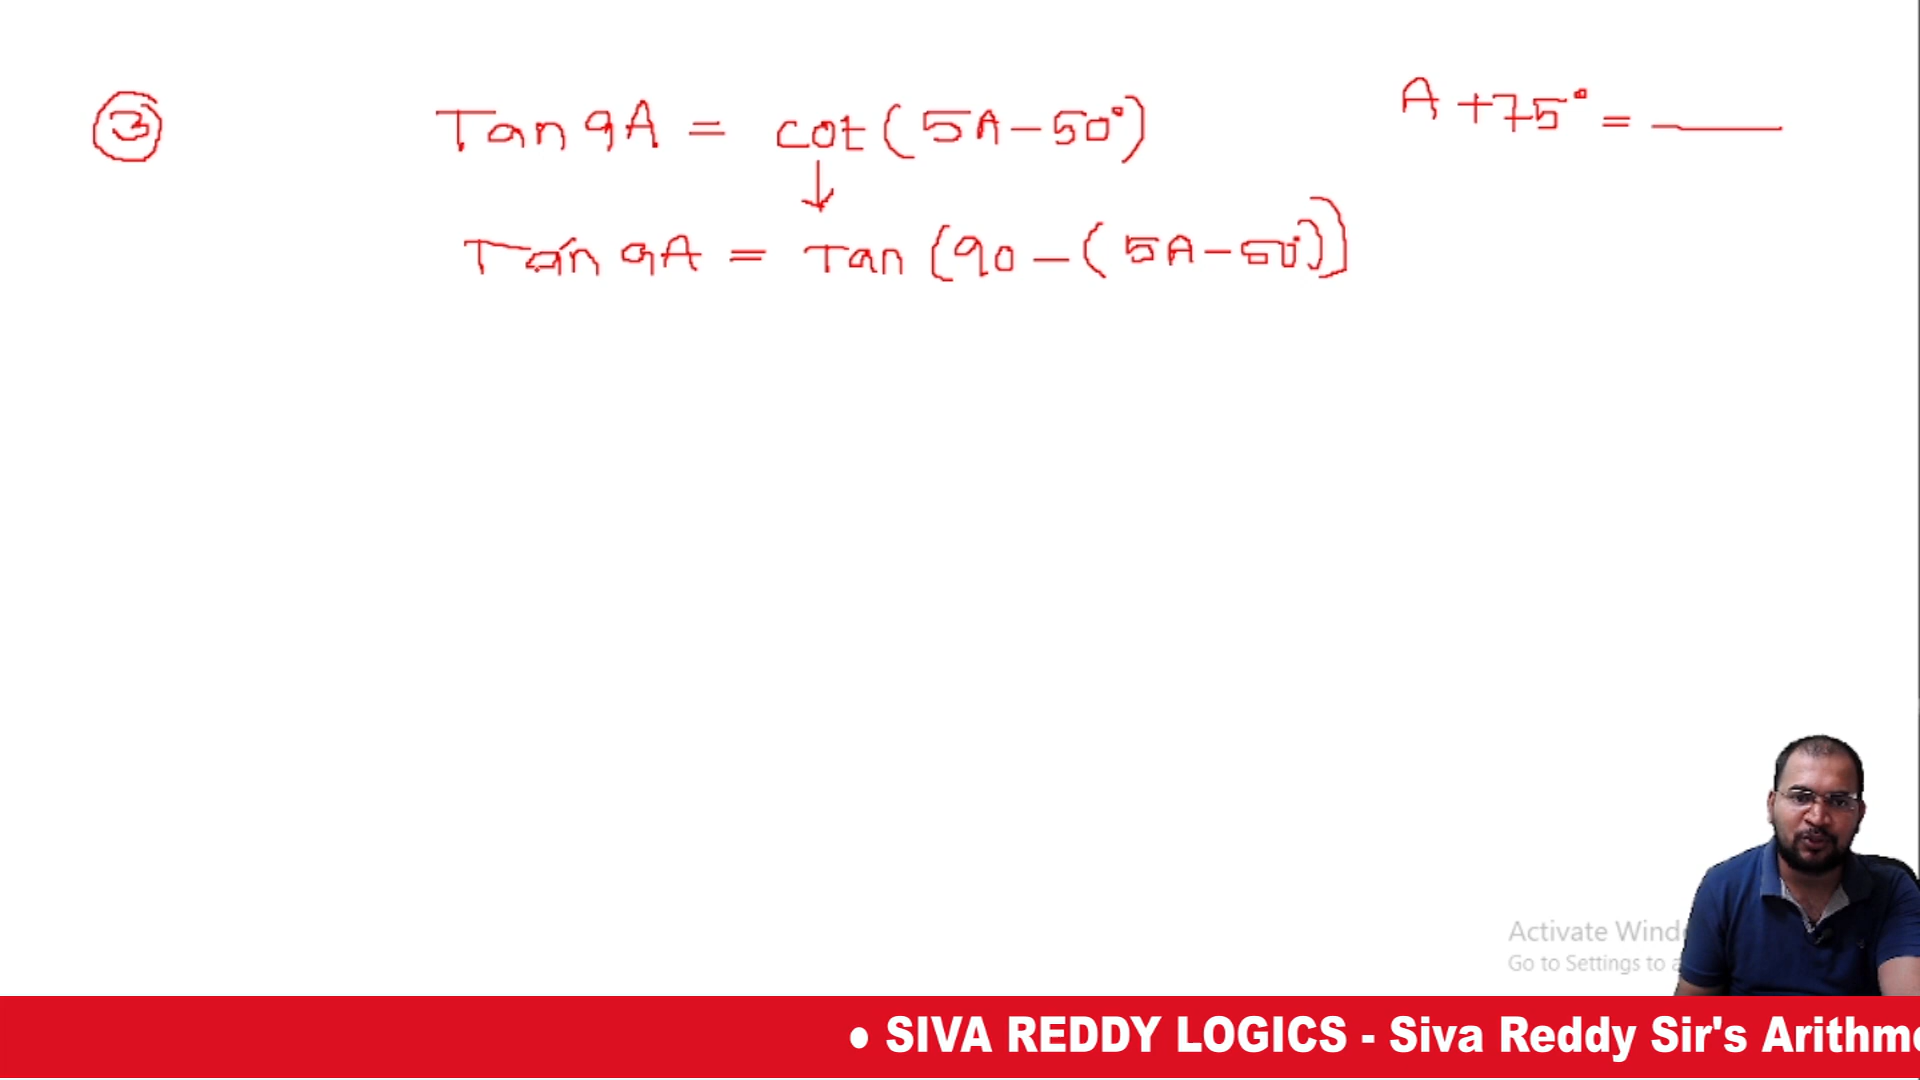 ③ Tan 9A = cot (5A - 50°) A + 75° = ____
↓
Tan 9A = Tan (90 - (5A - 50°))
Activate Wind
Go to Settings to a
• SIVA REDDY LOGICS - Siva Reddy Sir's Arithme